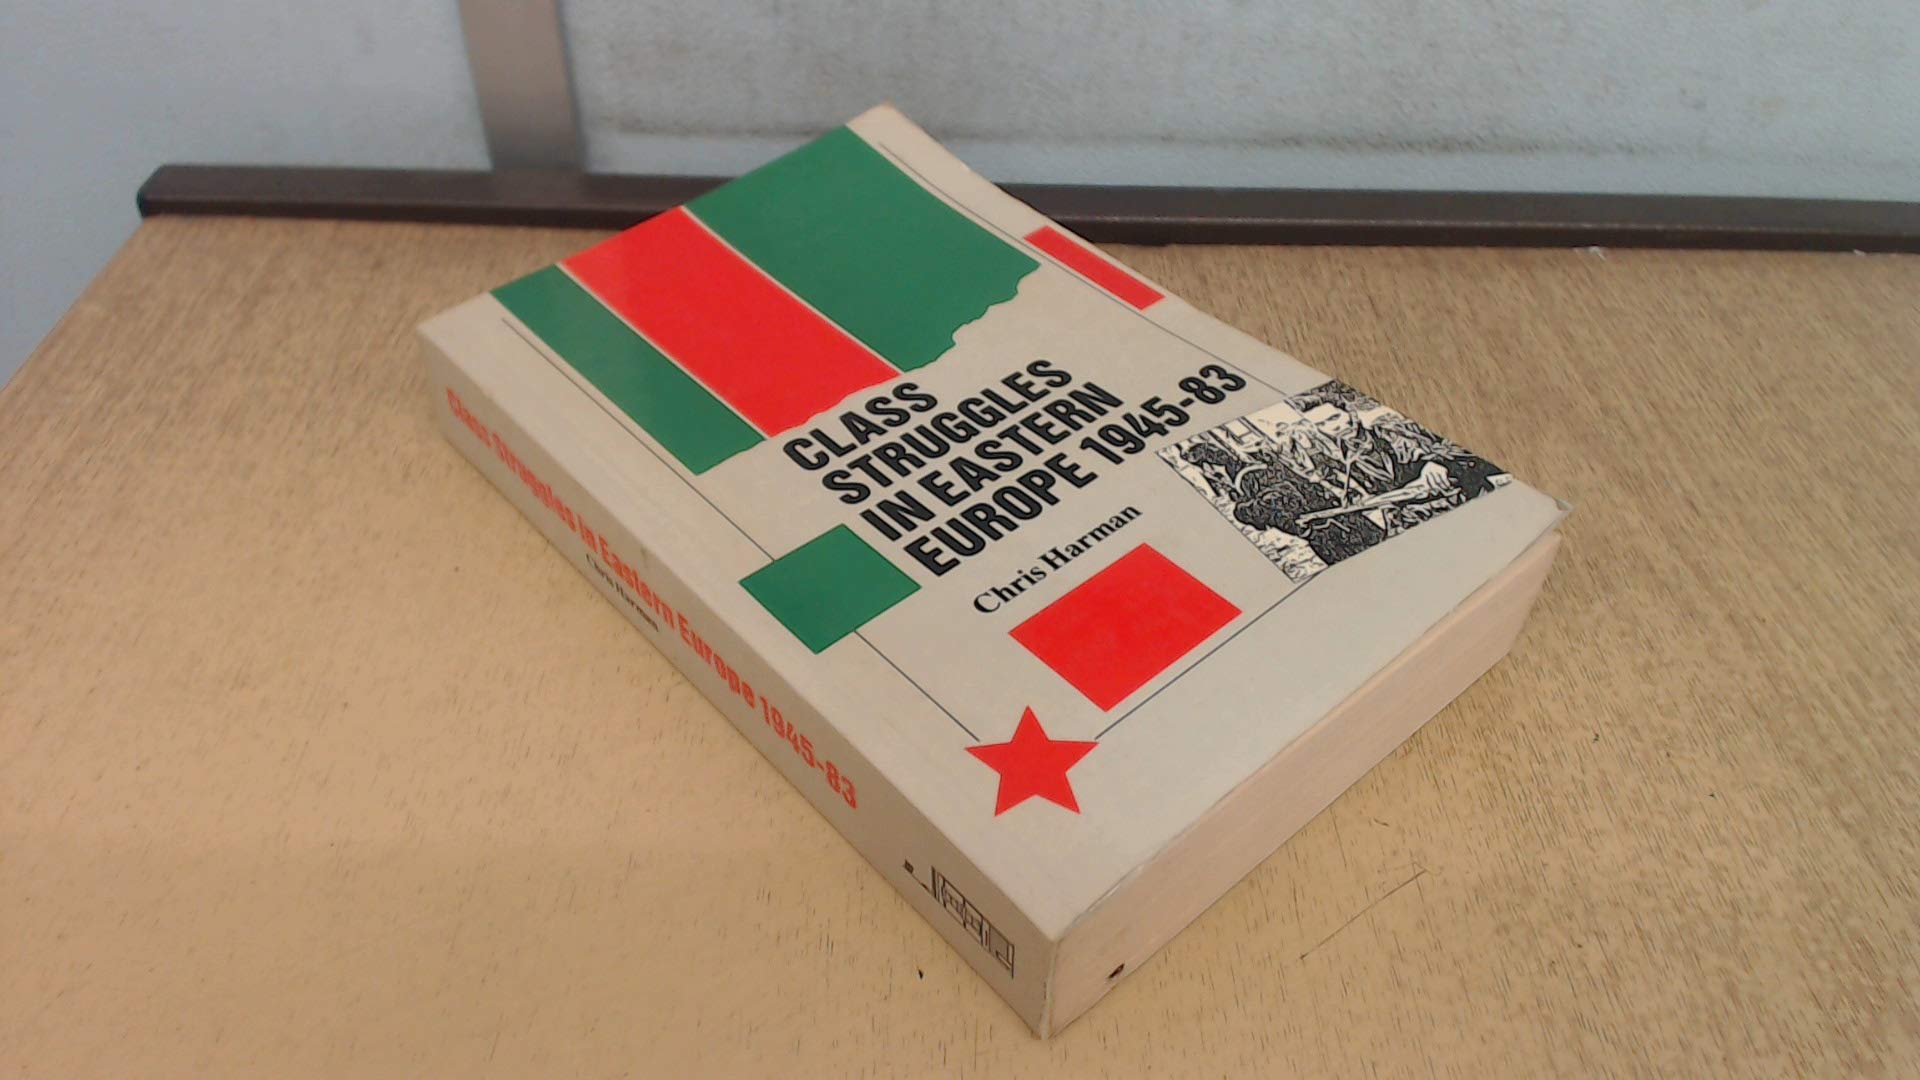 CLASS
STRUGGLES
IN EASTERN
EUROPE 1945-83
Chris Harman
Class Struggles in Eastern Europe 1945-83
Chris Harman